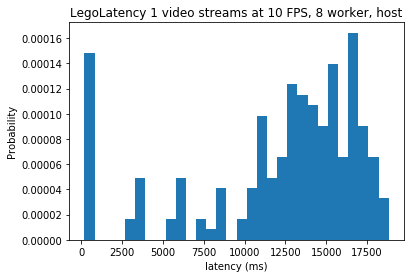 LegoLatency 1 video streams at 10 FPS, 8 worker, host
0.00016
0.00014
0.00012
0.00010
0.00008
0.00006
0.00004
0.00002
0.00000
Probability
0 2500 5000 7500 10000 12500 15000 17500
latency (ms)